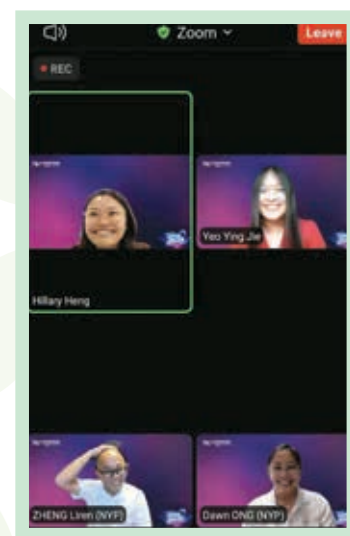 Zoom
Leave
REC
Yeo Ying Jie
Hillary Heng
ZHENG Liren (NYP)
Dawn ONG (NYP)